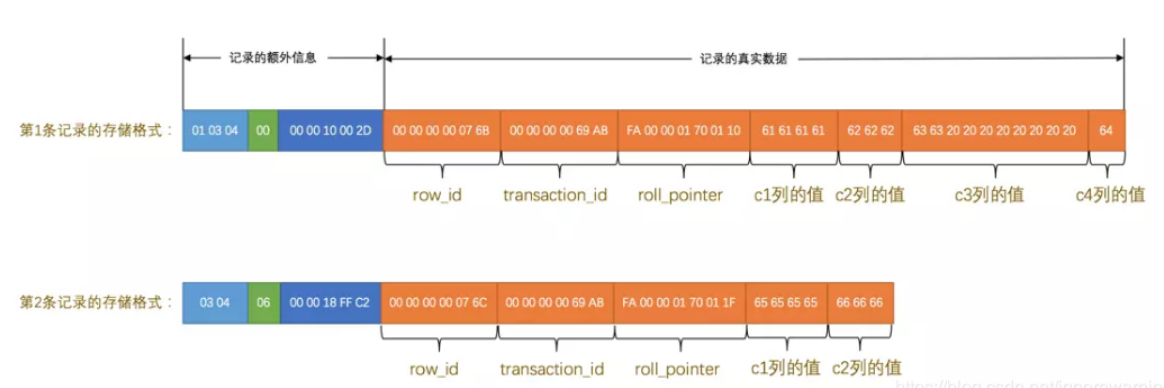 记录的额外信息 记录的真实数据
第1条记录的存储格式： 01 03 04 00 00 00 10 00 2D 00 00 00 00 07 6B 00 00 00 00 69 AB FA 00 00 01 70 01 10 61 61 61 61 62 62 62 63 63 20 20 20 20 20 20 20 20 64
row_id transaction_id roll_pointer c1列的值 c2列的值 c3列的值 c4列的值
第2条记录的存储格式： 03 04 06 00 00 18 FF C2 00 00 00 00 07 6C 00 00 00 00 69 AB FA 00 00 01 70 01 1F 65 65 65 65 66 66 66
row_id transaction_id roll_pointer c1列的值 c2列的值